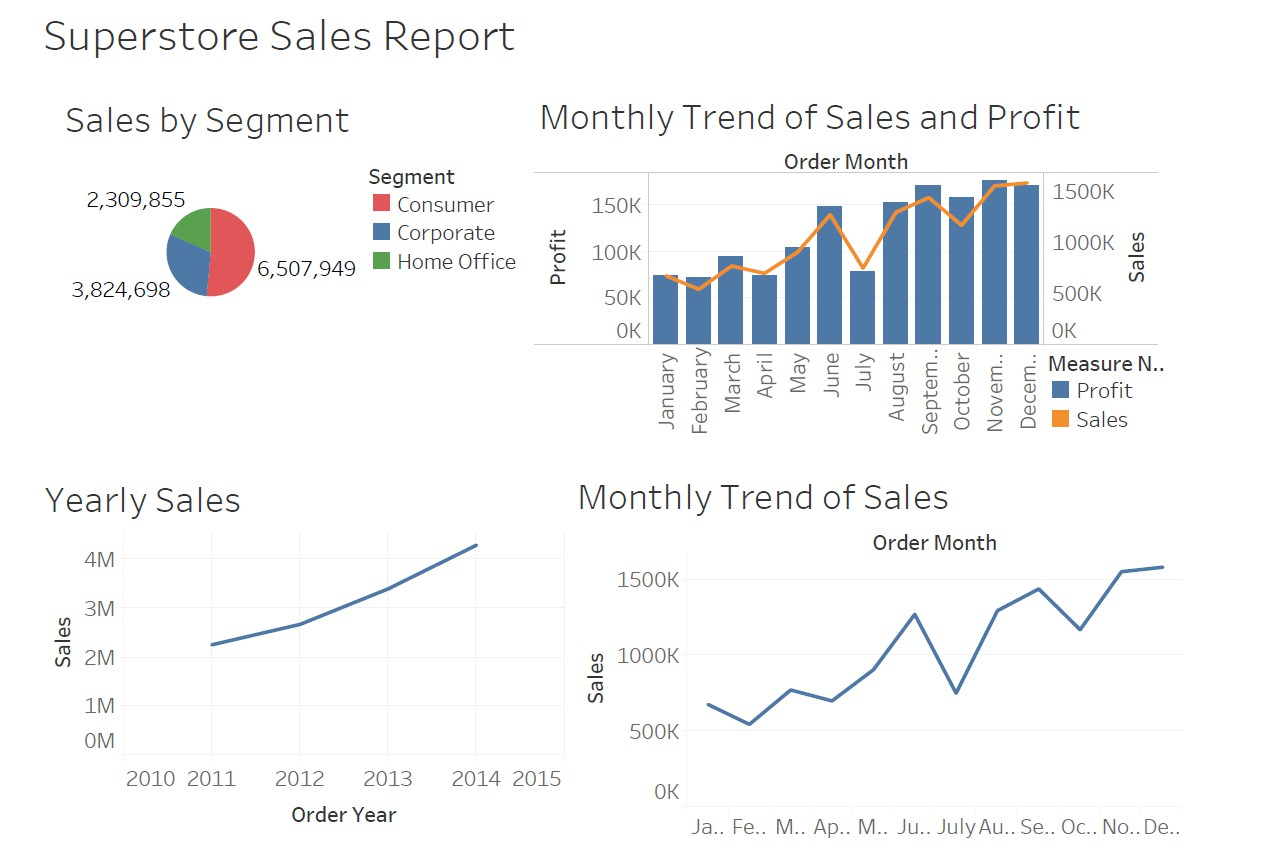 Superstore Sales Report
Sales by Segment
2,309,855
6,507,949
3,824,698
Segment
Consumer
Corporate
Home Office
Monthly Trend of Sales and Profit
Order Month
Profit
150K
100K
50K
0K
1500K
1000K
500K
0K
Sales
January
February
March
April
May
June
July
August
Septem..
October
Novem..
Decem..
Measure N..
Profit
Sales
Yearly Sales
Sales
4M
3M
2M
1M
0M
2010 2011 2012 2013 2014 2015
Order Year
Monthly Trend of Sales
Order Month
Sales
1500K
1000K
500K
0K
Ja.. Fe.. M.. Ap.. M.. Ju.. July Au.. Se.. Oc.. No.. De..